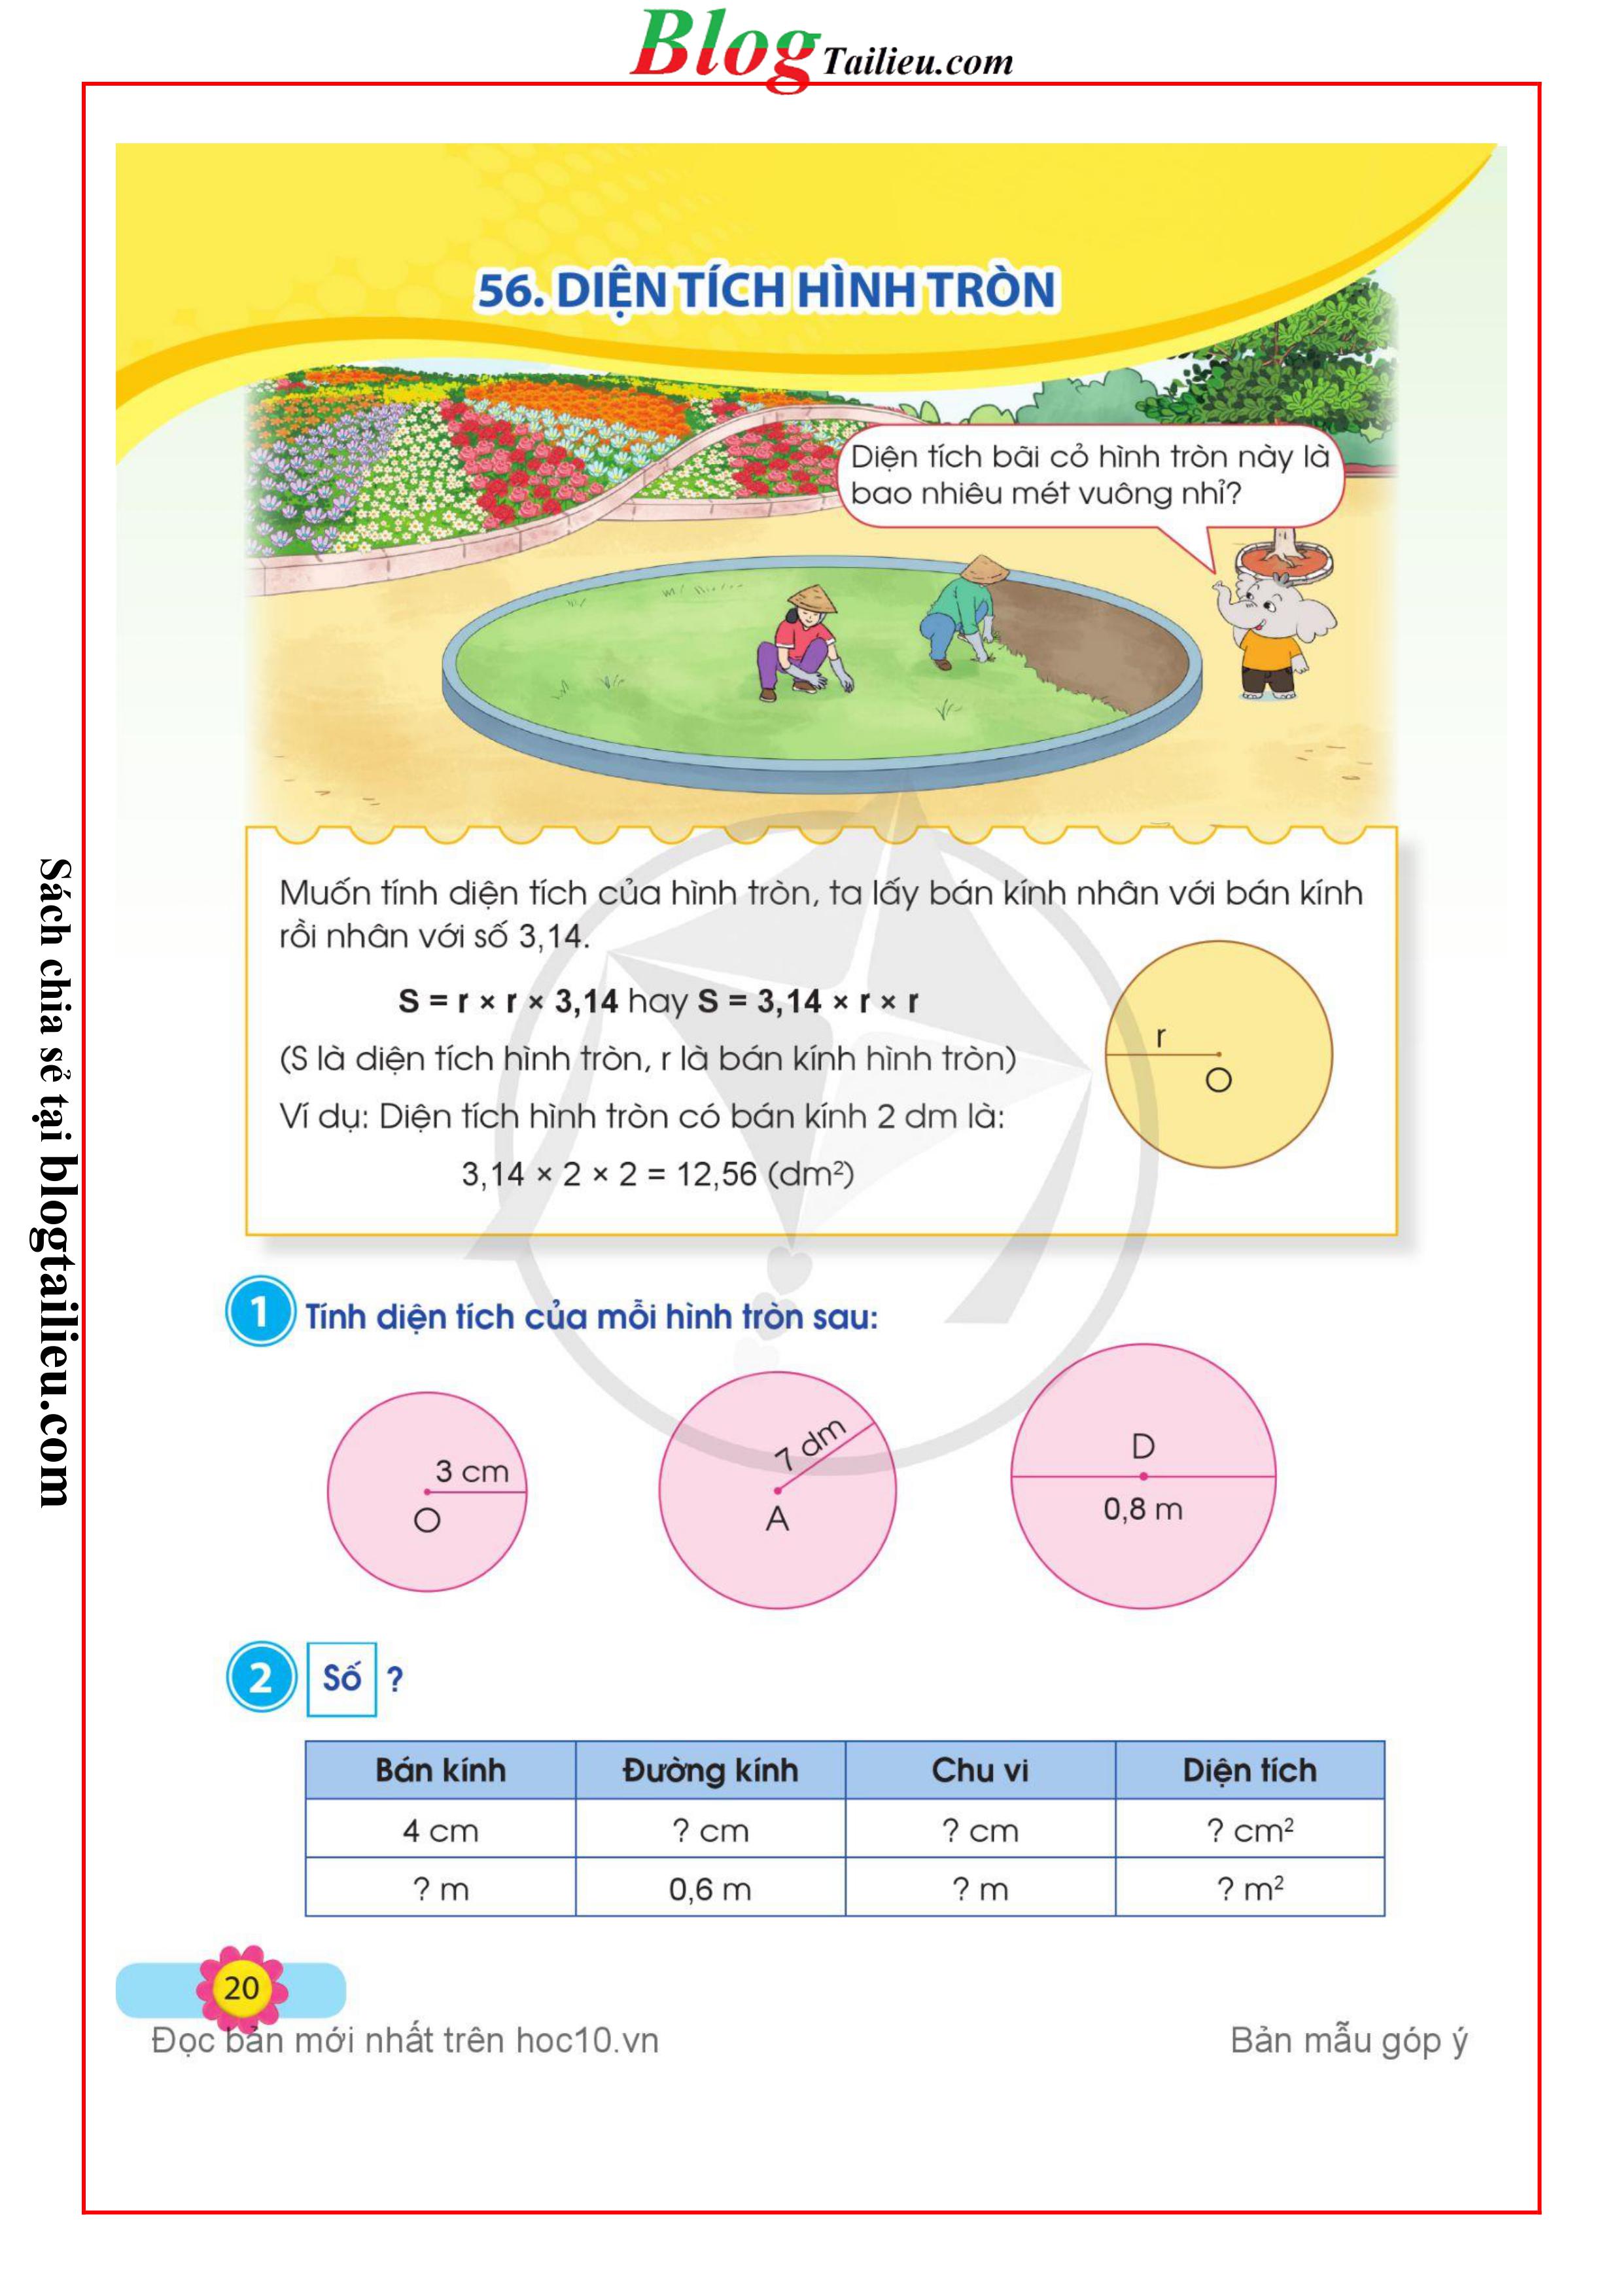 Blog Tailieu.com
56. DIỆN TÍCH HÌNH TRÒN
Diện tích bãi cỏ hình tròn này là
bao nhiêu mét vuông nhỉ?
Muốn tính diện tích của hình tròn, ta lấy bán kính nhân với bán kính
rồi nhân với số 3,14.
S = r × r × 3,14 hay S = 3,14 × r × r
(S là diện tích hình tròn, r là bán kính hình tròn)
Ví dụ: Diện tích hình tròn có bán kính 2 dm là:
3,14 × 2 × 2 = 12,56 (dm²)
r
O
1 Tính diện tích của mỗi hình tròn sau:
3 cm
O
7 dm
A
D
0,8 m
2 Số ?
Bán kính Đường kính Chu vi Diện tích
4 cm ? cm ? cm ? cm²
? m 0,6 m ? m ? m²
20
Đọc bản mới nhất trên hoc10.vn Bản mẫu góp ý
Sách chia sẻ tại blogtailieu.com